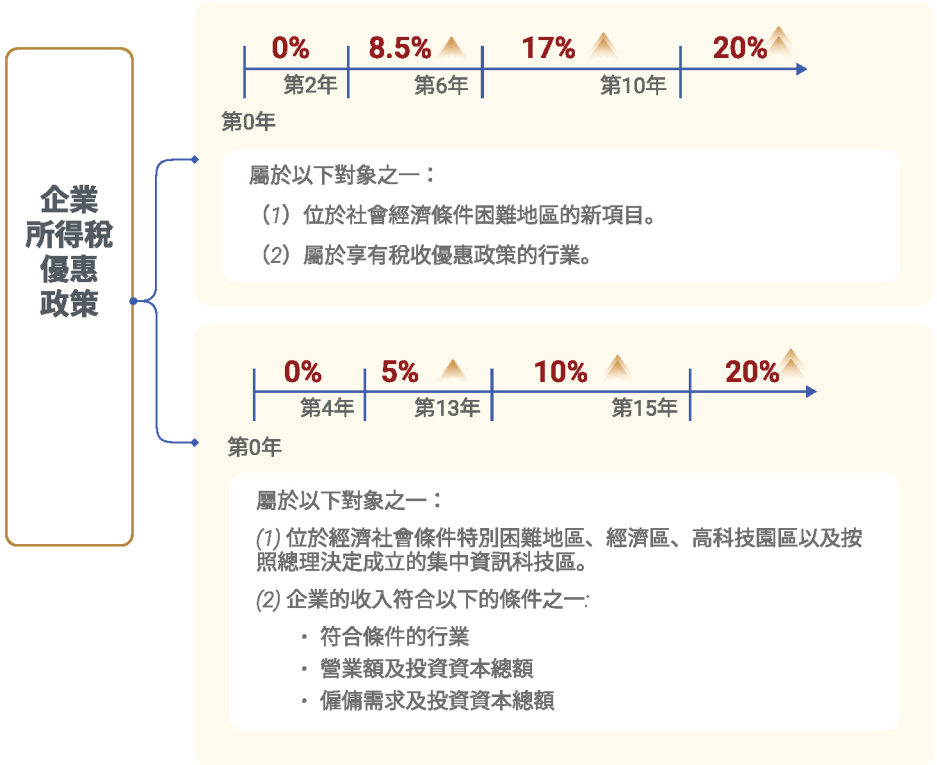 企業
所得稅
優惠
政策
0% 8.5% 17% 20%
第2年 第6年 第10年
第0年
屬於以下對象之一：
（1）位於社會經濟條件困難地區的新項目。
（2）屬於享有稅收優惠政策的行業。
0% 5% 10% 20%
第4年 第13年 第15年
第0年
屬於以下對象之一：
(1) 位於經濟社會條件特別困難地區、經濟區、高科技園區以及按
照總理決定成立的集中資訊科技區。
(2) 企業的收入符合以下的條件之一:
・ 符合條件的行業
・ 營業額及投資資本總額
・ 僱傭需求及投資資本總額